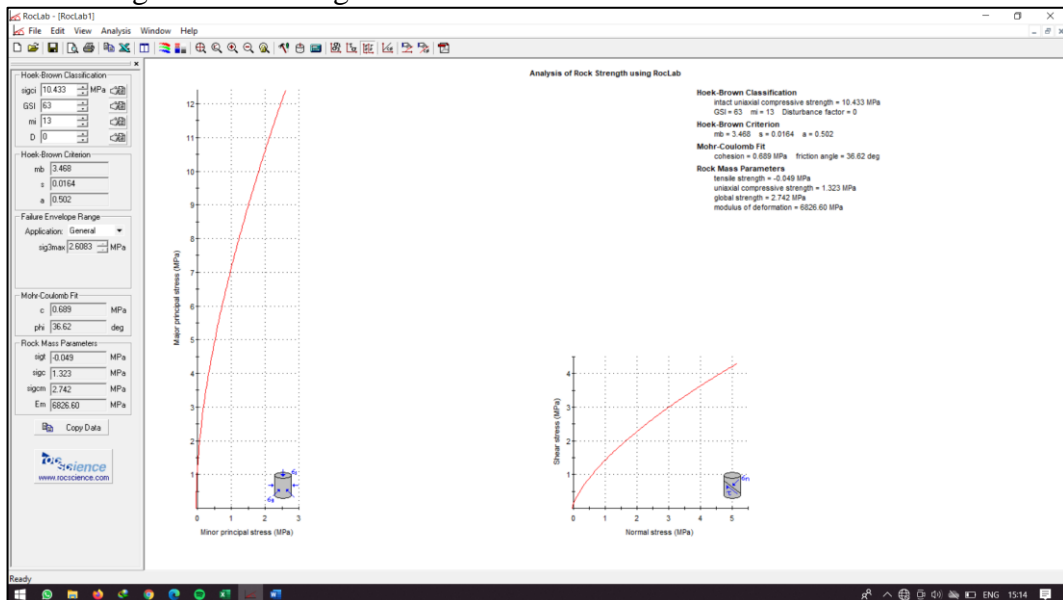 RocLab - [RocLab1]
File Edit View Analysis Window Help
Hoek-Brown Classification
sigci 10.433 MPa
GSI 63
mi 13
D 0
Hoek-Brown Criterion
mb 3.468
s 0.0164
a 0.502
Failure Envelope Range
Application: General
sig3max 2.6083 MPa
Mohr-Coulomb Fit
c 0.689 MPa
phi 36.62 deg
Rock Mass Parameters
sigt -0.049 MPa
sigc 1.323 MPa
sigcm 2.742 MPa
Em 6826.60 MPa
Copy Data
rocscience
www.rocscience.com
Analysis of Rock Strength using RocLab
Hoek-Brown Classification
intact uniaxial compressive strength = 10.433 MPa
GSI = 63 mi = 13 Disturbance factor = 0
Hoek-Brown Criterion
mb = 3.468 s = 0.0164 a = 0.502
Mohr-Coulomb Fit
cohesion = 0.689 MPa friction angle = 36.62 deg
Rock Mass Parameters
tensile strength = -0.049 MPa
uniaxial compressive strength = 1.323 MPa
global strength = 2.742 MPa
modulus of deformation = 6826.60 MPa
Major principal stress (MPa)
12
11
10
9
8
7
6
5
4
3
2
1
0 1 2 3
Minor principal stress (MPa)
Shear stress (MPa)
4
3
2
1
0 1 2 3 4 5
Normal stress (MPa)
Ready
ENG 15:14